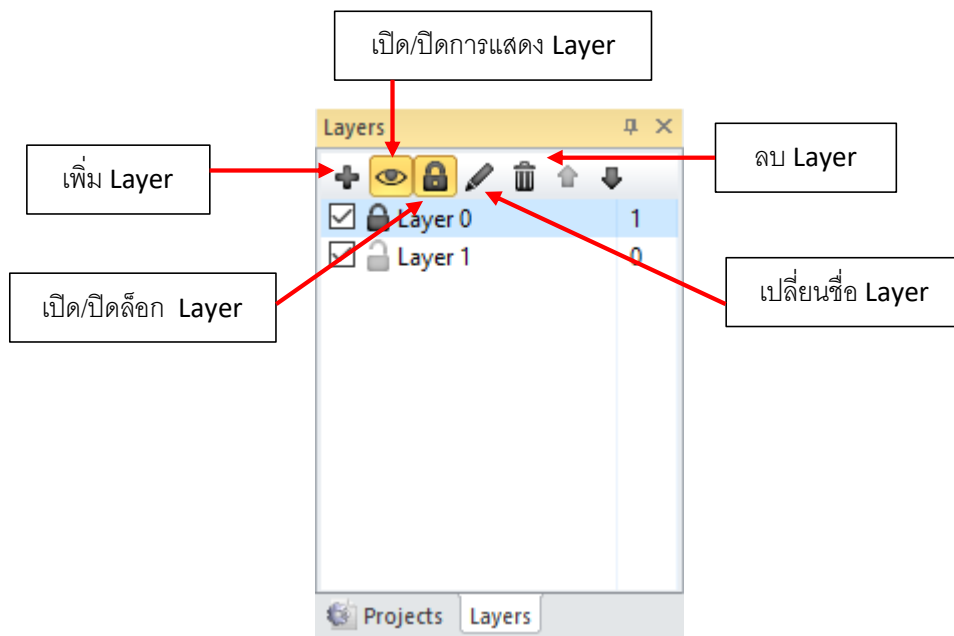 เปิด/ปิดการแสดง Layer
Layers
เพิ่ม Layer
ลบ Layer
Layer 0 1
Layer 1 0
เปิด/ปิดล็อก Layer
เปลี่ยนชื่อ Layer
Projects Layers